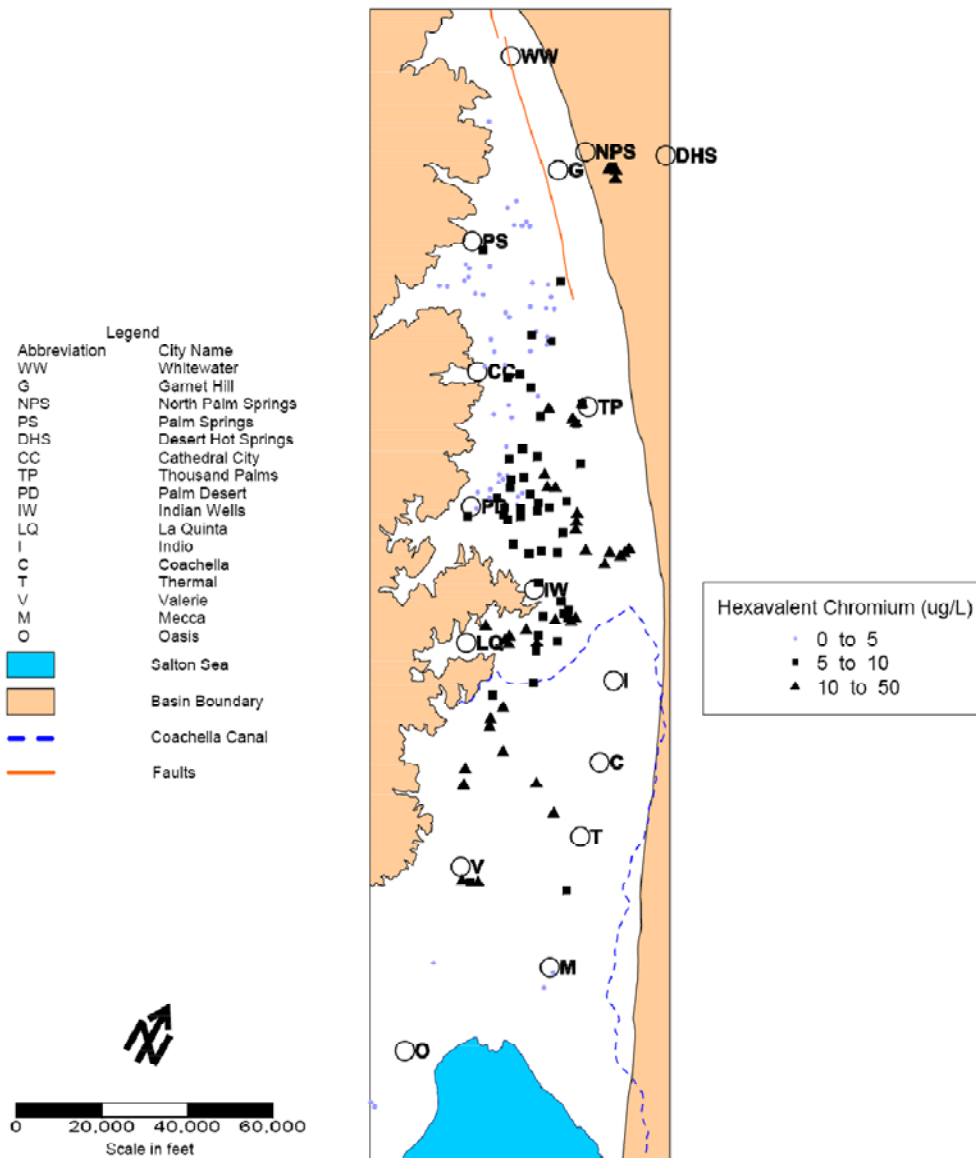 WW
NPS
DHS
G
PS
CC
TP
PD
IW
LQ
I
C
T
V
M
O
Legend
Abbreviation City Name
WW Whitewater
G Garnet Hill
NPS North Palm Springs
PS Palm Springs
DHS Desert Hot Springs
CC Cathedral City
TP Thousand Palms
PD Palm Desert
IW Indian Wells
LQ La Quinta
I Indio
C Coachella
T Thermal
V Valerie
M Mecca
O Oasis
Salton Sea
Basin Boundary
Coachella Canal
Faults
Hexavalent Chromium (ug/L)
0 to 5
5 to 10
10 to 50
N
0 20,000 40,000 60,000
Scale in feet